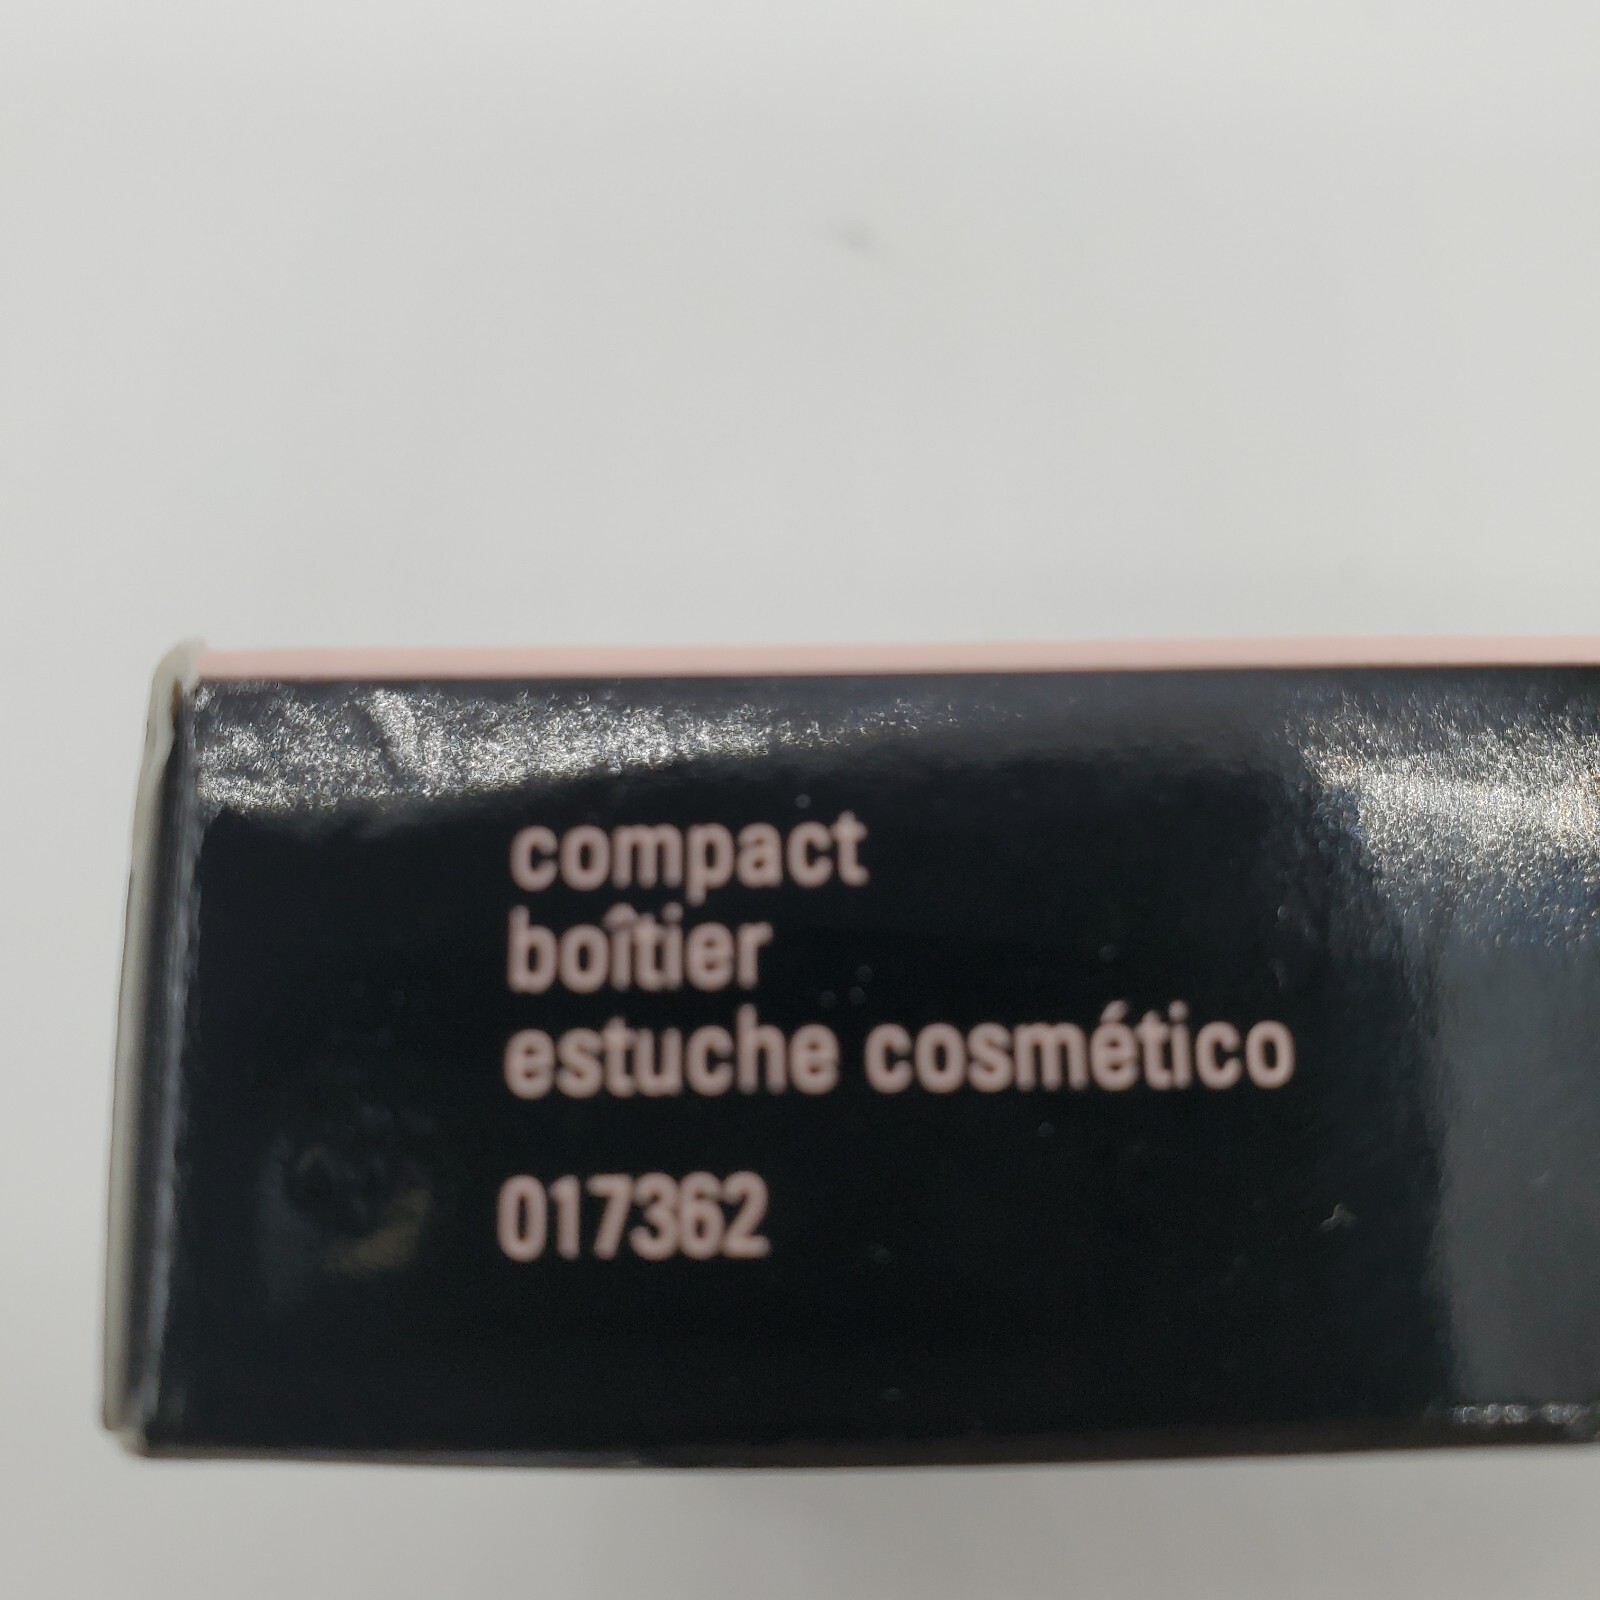 compact
boîtier
estuche cosmético
017362